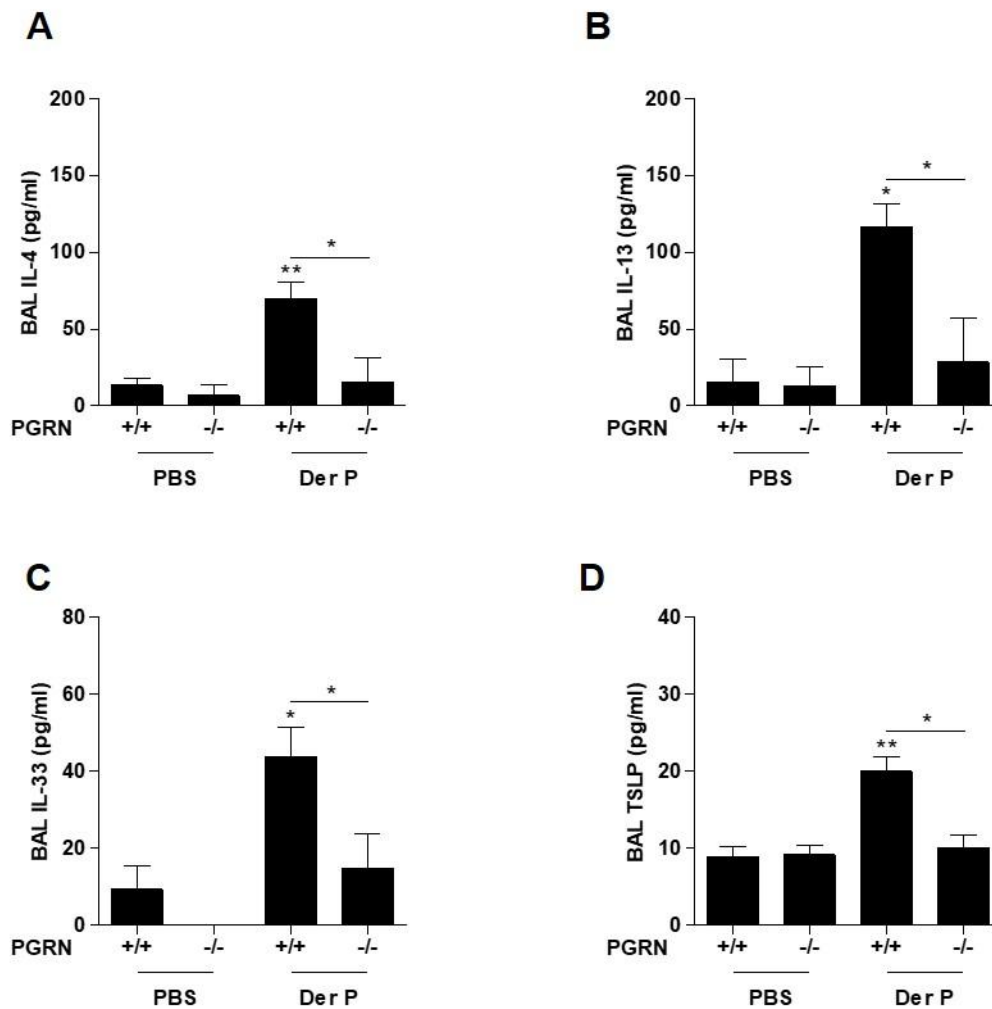 A
BAL IL-4 (pg/ml)
200
150
100
50
0
**
*
PGRN +/+ -/- +/+ -/-
PBS Der P
B
BAL IL-13 (pg/ml)
200
150
100
50
0
*
*
PGRN +/+ -/- +/+ -/-
PBS Der P
C
BAL IL-33 (pg/ml)
80
60
40
20
0
*
*
PGRN +/+ -/- +/+ -/-
PBS Der P
D
BAL TSLP (pg/ml)
40
30
20
10
0
**
*
PGRN +/+ -/- +/+ -/-
PBS Der P